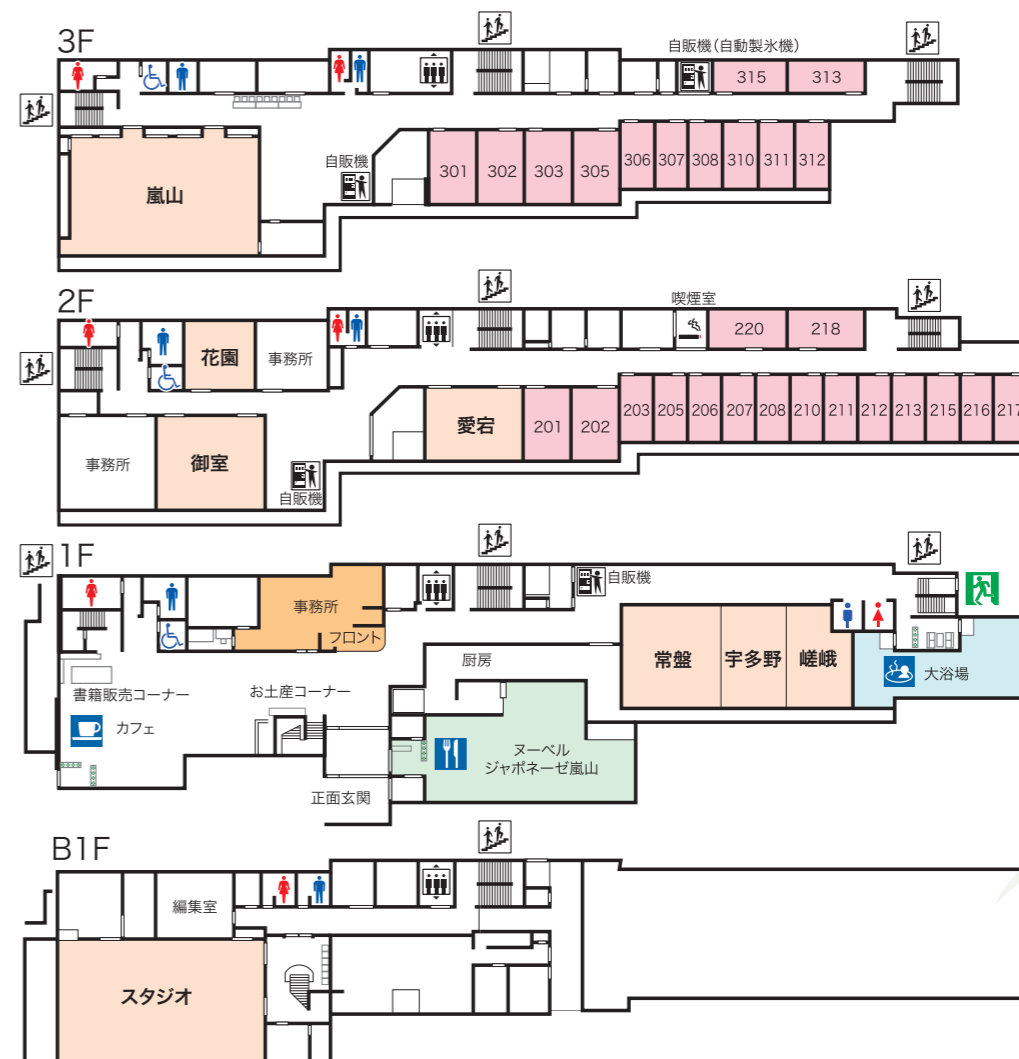 3F
自販機(自動製氷機)
315
313
自販機
嵐山
301
302
303
305
306
307
308
310
311
312
2F
喫煙室
220
218
花園
事務所
愛宕
201
202
203
205
206
207
208
210
211
212
213
215
216
217
事務所
御室
自販機
1F
自販機
事務所
フロント
厨房
常盤
宇多野
嵯峨
大浴場
書籍販売コーナー
お土産コーナー
カフェ
ヌーベル
ジャポネーゼ嵐山
正面玄関
B1F
編集室
スタジオ